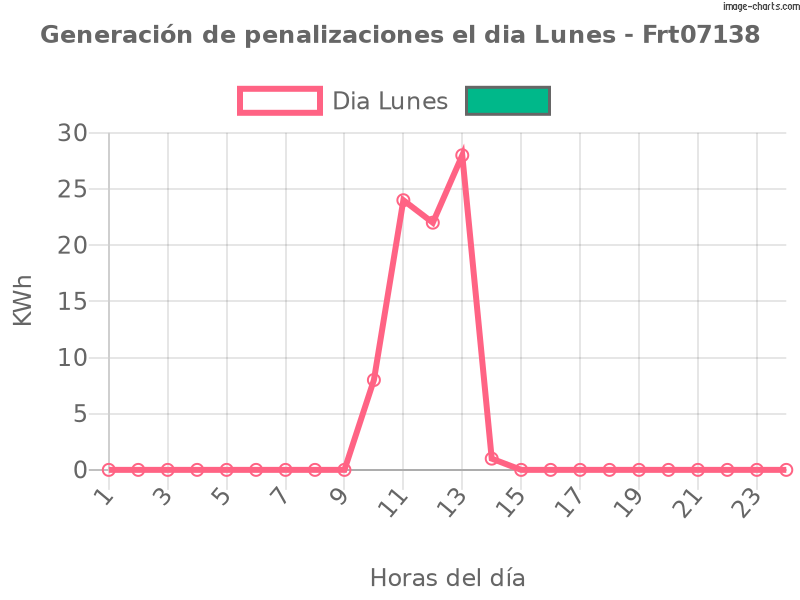 image-charts.com
Generación de penalizaciones el dia Lunes - Frt07138
Dia Lunes
30
25
20
15
10
5
0
KWh
1 3 5 7 9 11 13 15 17 19 21 23
Horas del día